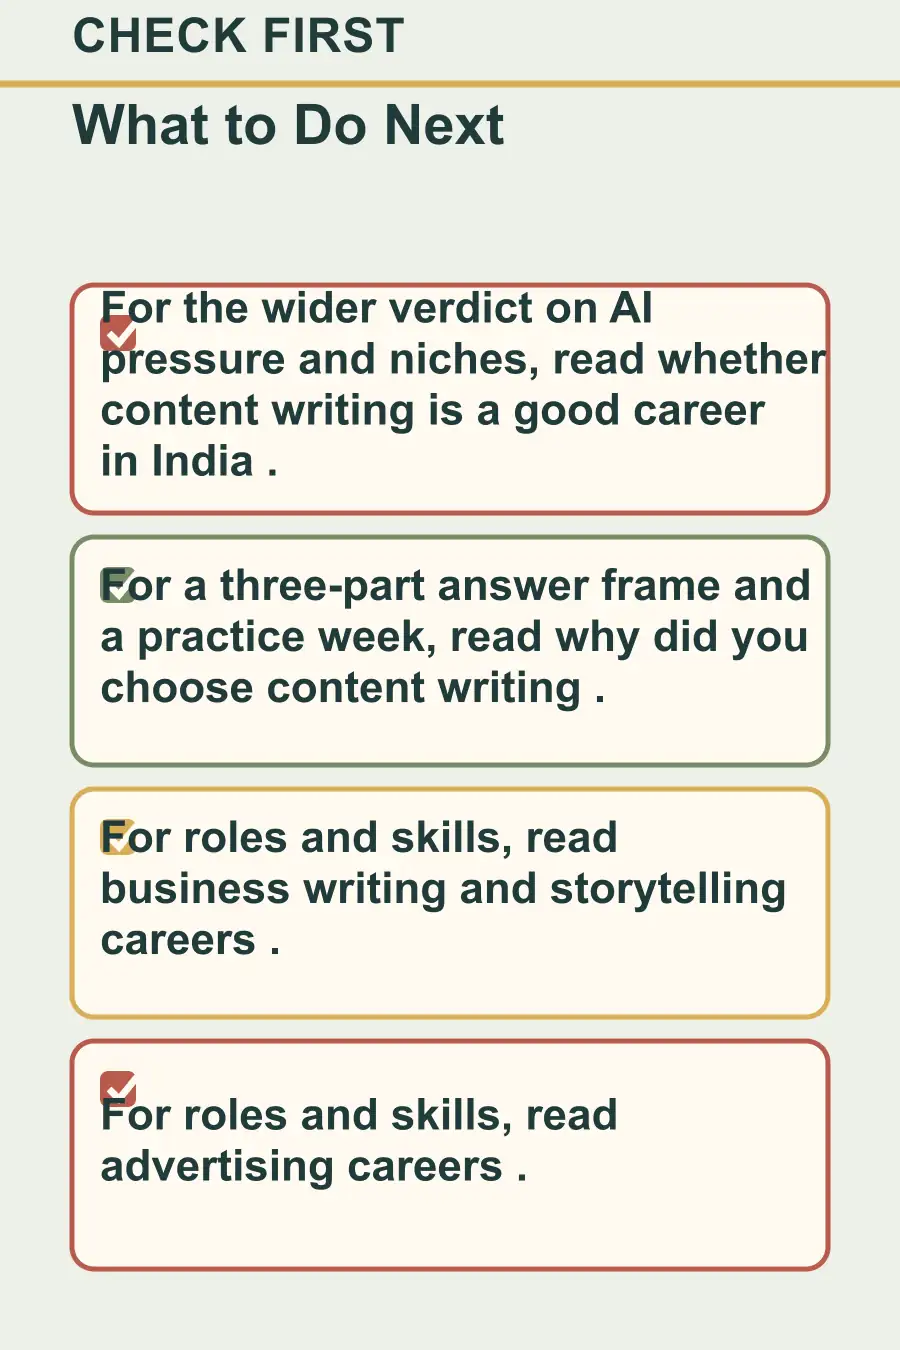 CHECK FIRST
What to Do Next
For the wider verdict on AI
pressure and niches, read whether
content writing is a good career
in India .
For a three-part answer frame and
a practice week, read why did you
choose content writing .
For roles and skills, read
business writing and storytelling
careers .
For roles and skills, read
advertising careers .